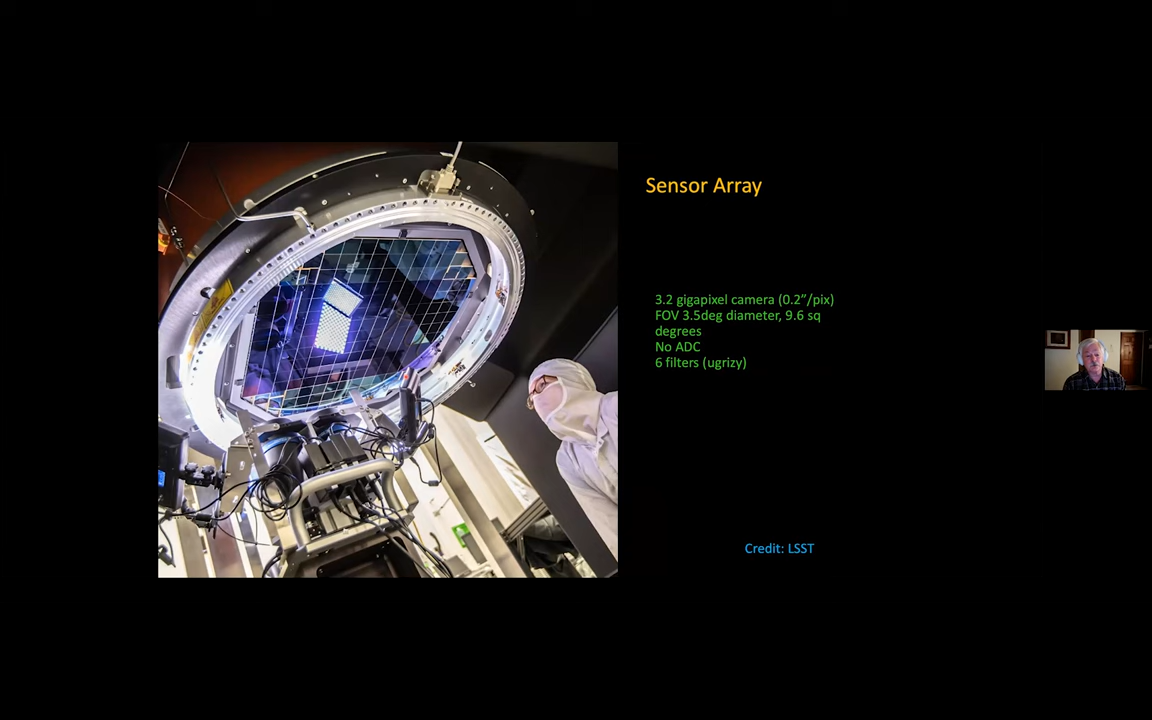 Sensor Array
3.2 gigapixel camera (0.2″/pix)
FOV 3.5deg diameter, 9.6 sq
degrees
No ADC
6 filters (ugrizy)
Credit: LSST